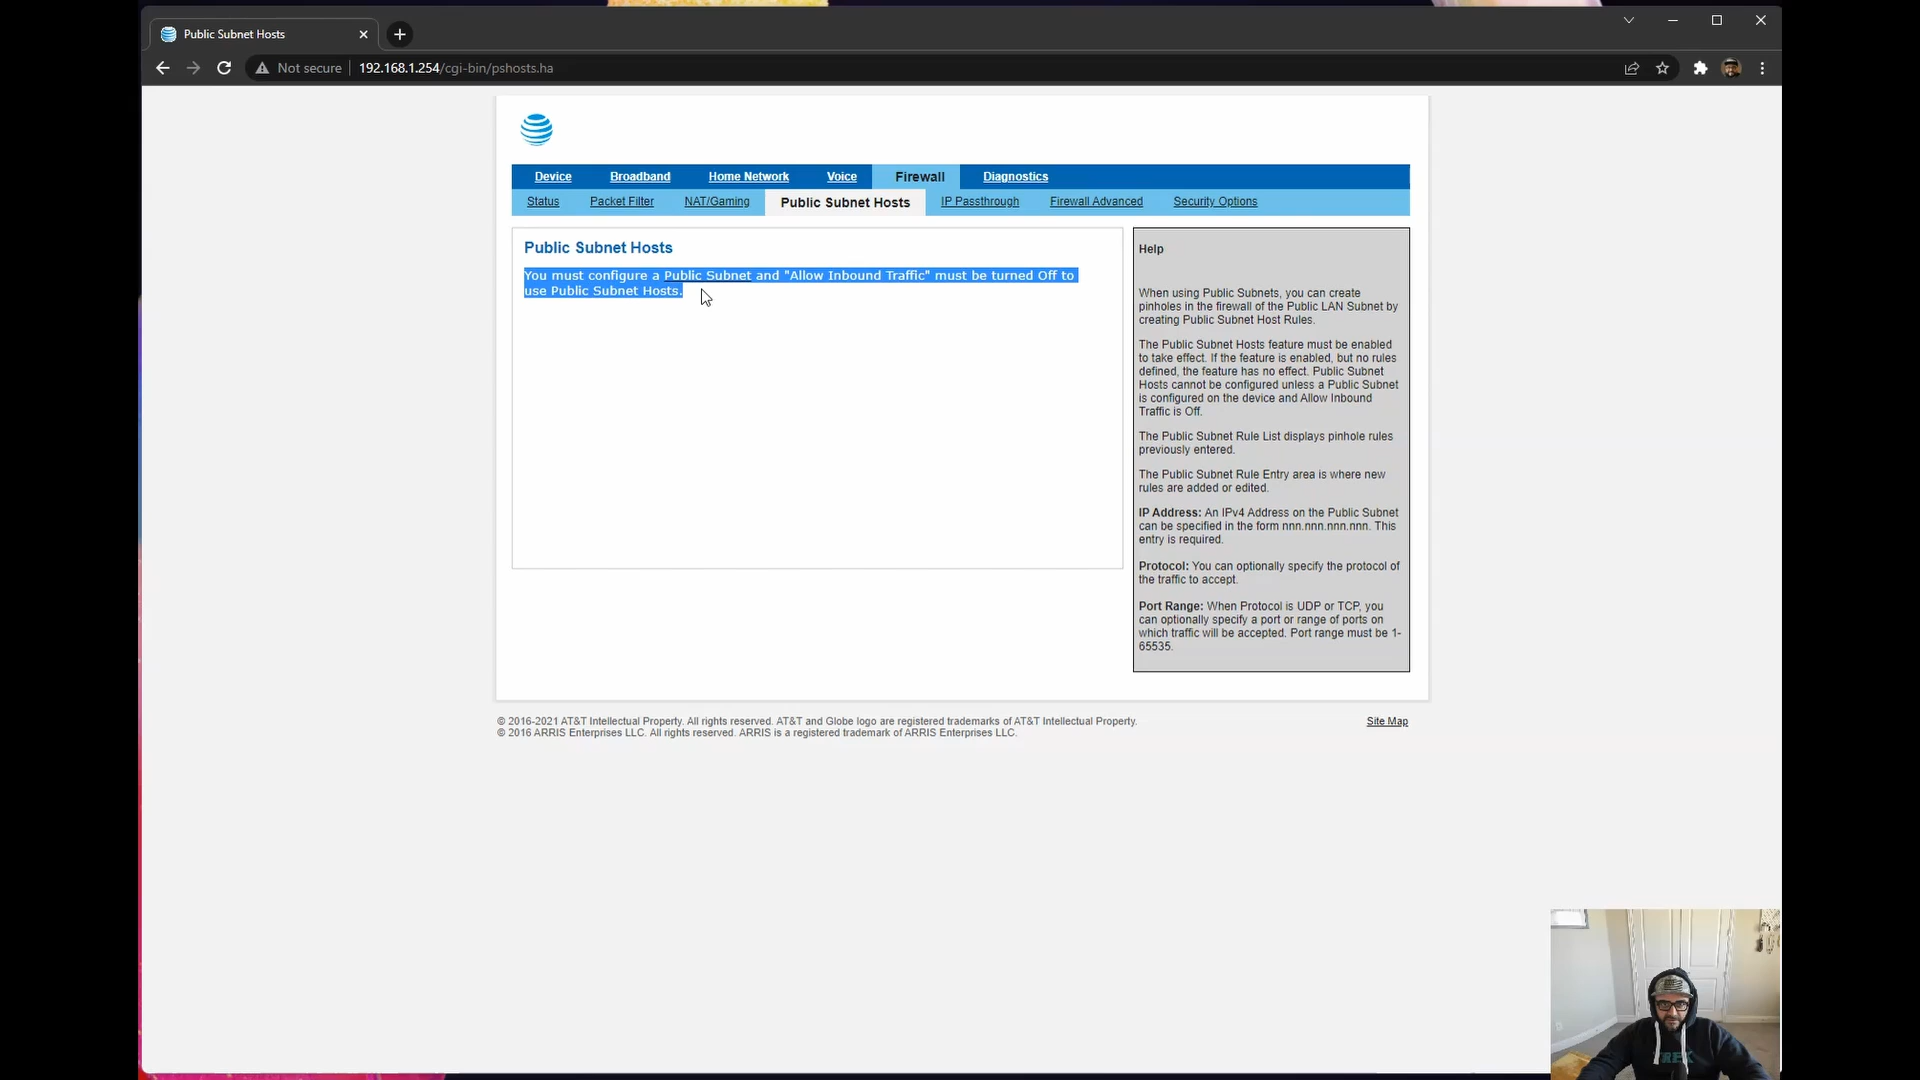 Public Subnet Hosts
Not secure
192.168.1.254/cgi-bin/pshosts.ha
Device
Broadband
Home Network
Voice
Firewall
Diagnostics
Status
Packet Filter
NAT/Gaming
Public Subnet Hosts
IP Passthrough
Firewall Advanced
Security Options
Public Subnet Hosts
You must configure a Public Subnet and "Allow Inbound Traffic" must be turned Off to
use Public Subnet Hosts.
Help
When using Public Subnets, you can create
pinholes in the firewall of the Public LAN Subnet by
creating Public Subnet Host Rules.
The Public Subnet Hosts feature must be enabled
to take effect. If the feature is enabled, but no rules
defined, the feature has no effect. Public Subnet
Hosts cannot be configured unless a Public Subnet
is configured on the device and Allow Inbound
Traffic is Off.
The Public Subnet Rule List displays pinhole rules
previously entered.
The Public Subnet Rule Entry area is where new
rules are added or edited.
IP Address: An IPv4 Address on the Public Subnet
can be specified in the form nnn.nnn.nnn.nnn. This
entry is required.
Protocol: You can optionally specify the protocol of
the traffic to accept.
Port Range: When Protocol is UDP or TCP, you
can optionally specify a port or range of ports on
which traffic will be accepted. Port range must be 1-
65535.
© 2016-2021 AT&T Intellectual Property. All rights reserved. AT&T and Globe logo are registered trademarks of AT&T Intellectual Property.
© 2016 ARRIS Enterprises LLC. All rights reserved. ARRIS is a registered trademark of ARRIS Enterprises LLC.
Site Map
TREK